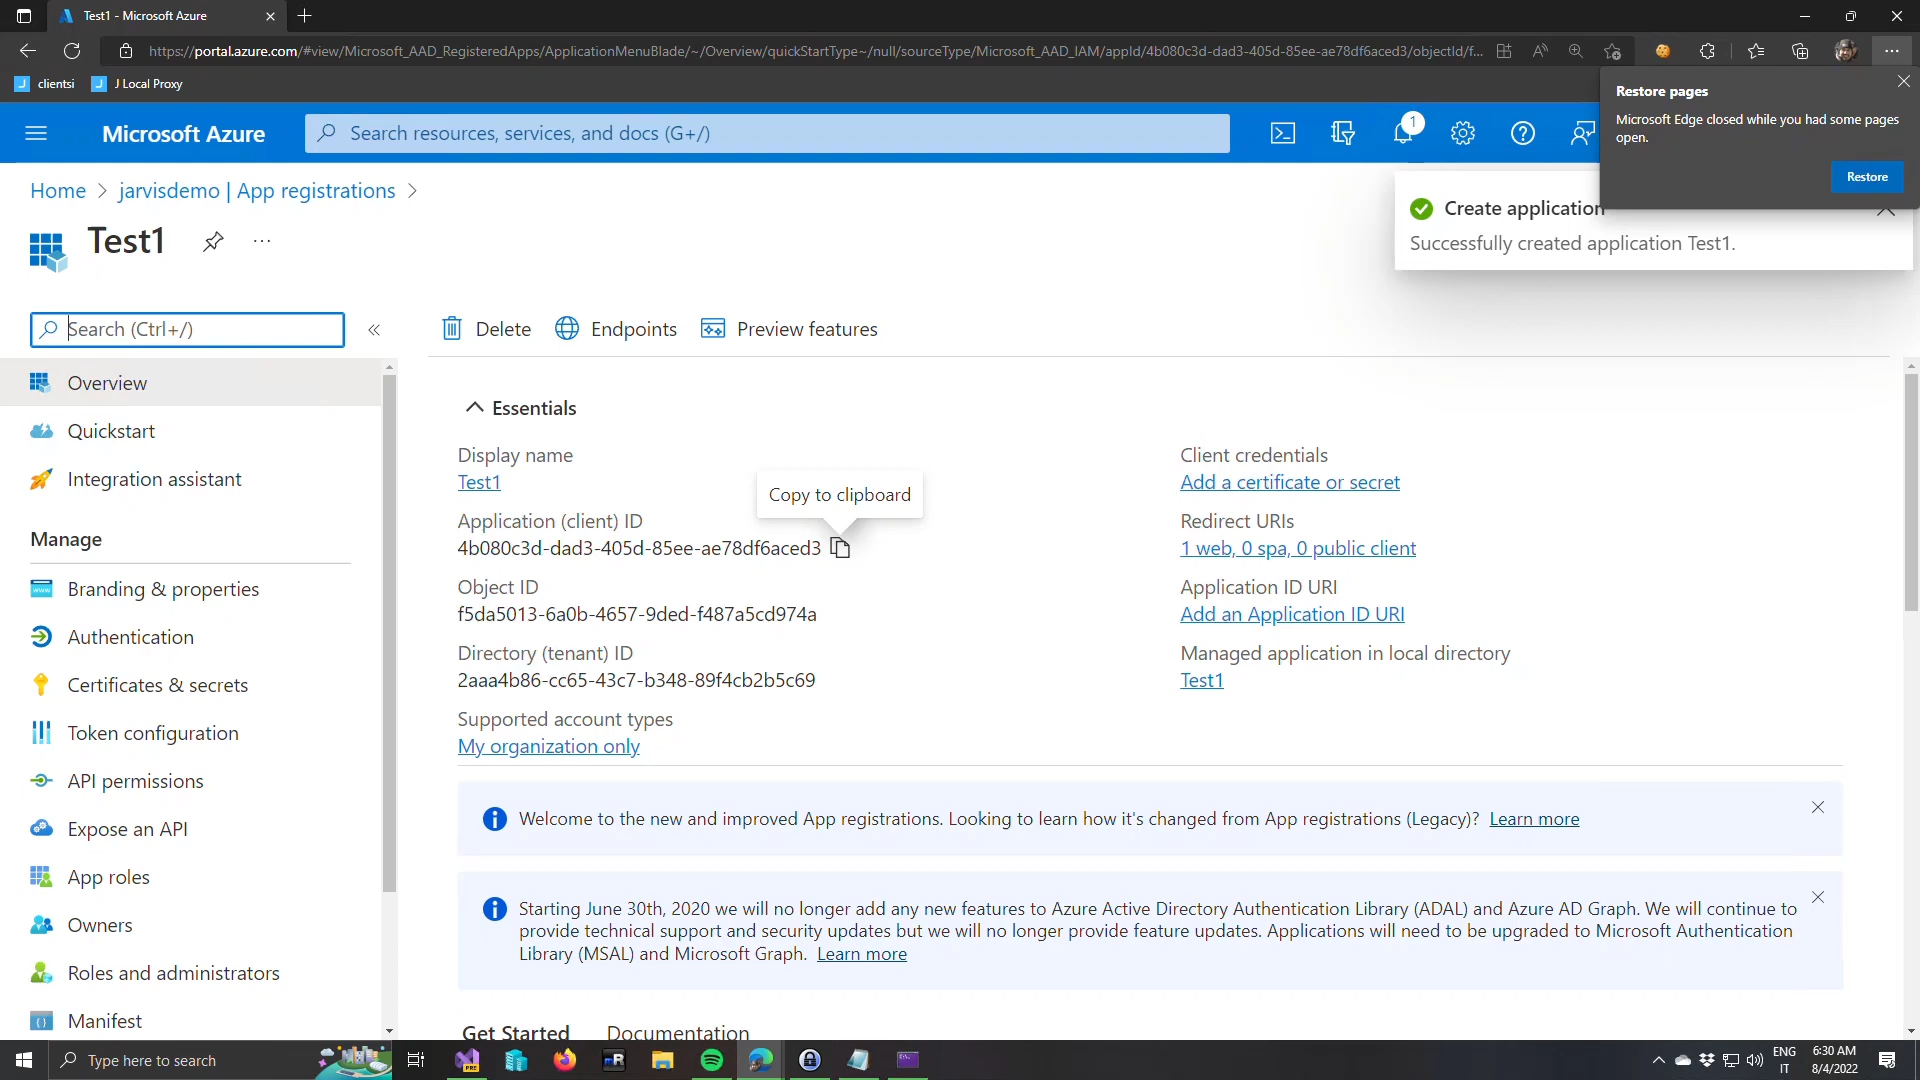 Test1 - Microsoft Azure
https://portal.azure.com/#view/Microsoft_AAD_RegisteredApps/ApplicationMenuBlade/~/Overview/quickStartType~/null/sourceType/Microsoft_AAD_IAM/appId/4b080c3d-dad3-405d-85ee-ae78df6aced3/objectId/f...
clientsi
J Local Proxy
Restore pages
Microsoft Edge closed while you had some pages
open.
Restore
Microsoft Azure
Search resources, services, and docs (G+/)
1
Home > jarvisdemo | App registrations >
Create application
Successfully created application Test1.
Test1
Search (Ctrl+/)
Delete
Endpoints
Preview features
Overview
Quickstart
Integration assistant
Manage
Branding & properties
Authentication
Certificates & secrets
Token configuration
API permissions
Expose an API
App roles
Owners
Roles and administrators
Manifest
Essentials
Display name
Test1
Copy to clipboard
Application (client) ID
4b080c3d-dad3-405d-85ee-ae78df6aced3
Object ID
f5da5013-6a0b-4657-9ded-f487a5cd974a
Directory (tenant) ID
2aaa4b86-cc65-43c7-b348-89f4cb2b5c69
Supported account types
My organization only
Client credentials
Add a certificate or secret
Redirect URIs
1 web, 0 spa, 0 public client
Application ID URI
Add an Application ID URI
Managed application in local directory
Test1
Welcome to the new and improved App registrations. Looking to learn how it's changed from App registrations (Legacy)? Learn more
Starting June 30th, 2020 we will no longer add any new features to Azure Active Directory Authentication Library (ADAL) and Azure AD Graph. We will continue to
provide technical support and security updates but we will no longer provide feature updates. Applications will need to be upgraded to Microsoft Authentication
Library (MSAL) and Microsoft Graph. Learn more
Get Started
Documentation
Type here to search
PRE
mR
ENG
IT
6:30 AM
8/4/2022